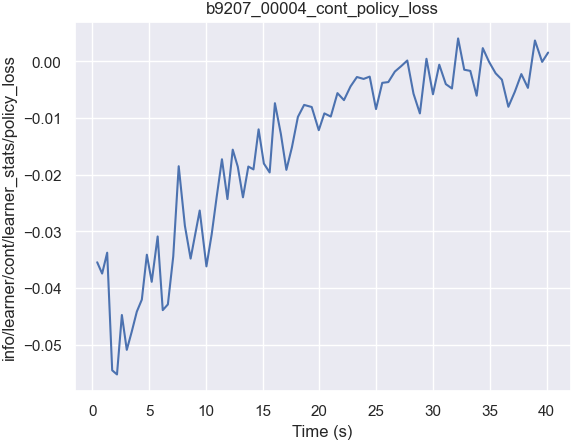 b9207_00004_cont_policy_loss
info/learner/cont/learner_stats/policy_loss
0.00
−0.01
−0.02
−0.03
−0.04
−0.05
0 5 10 15 20 25 30 35 40
Time (s)